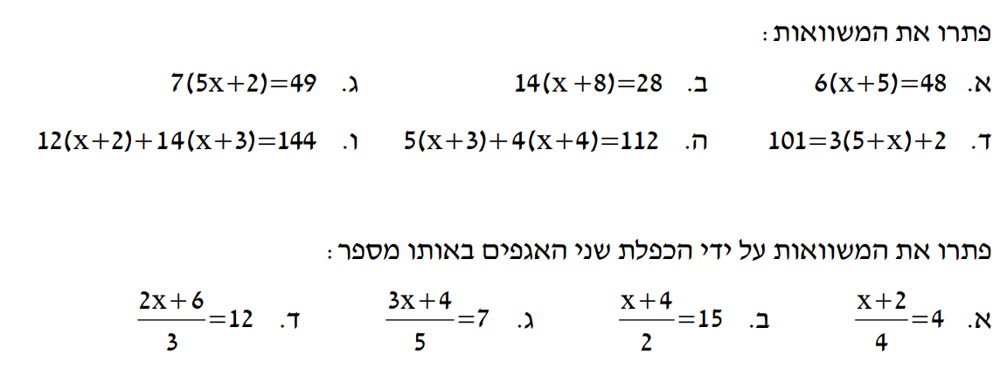 פתרו את המשוואות:
א. 6(x+5)=48 ב. 14(x+8)=28 ג. 7(5x+2)=49
ד. 101=3(5+x)+2 ה. 5(x+3)+4(x+4)=112 ו. 12(x+2)+14(x+3)=144
פתרו את המשוואות על ידי הכפלת שני האגפים באותו מספר:
א. (x+2)/4=4 ב. (x+4)/2=15 ג. (3x+4)/5=7 ד. (2x+6)/3=12